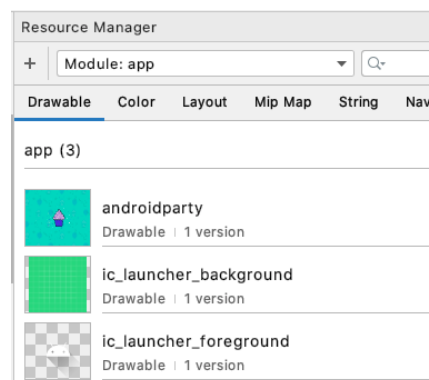 Resource Manager
Module: app
Drawable Color Layout Mip Map String Nav
app (3)
androidparty
Drawable | 1 version
ic_launcher_background
Drawable | 1 version
ic_launcher_foreground
Drawable | 1 version